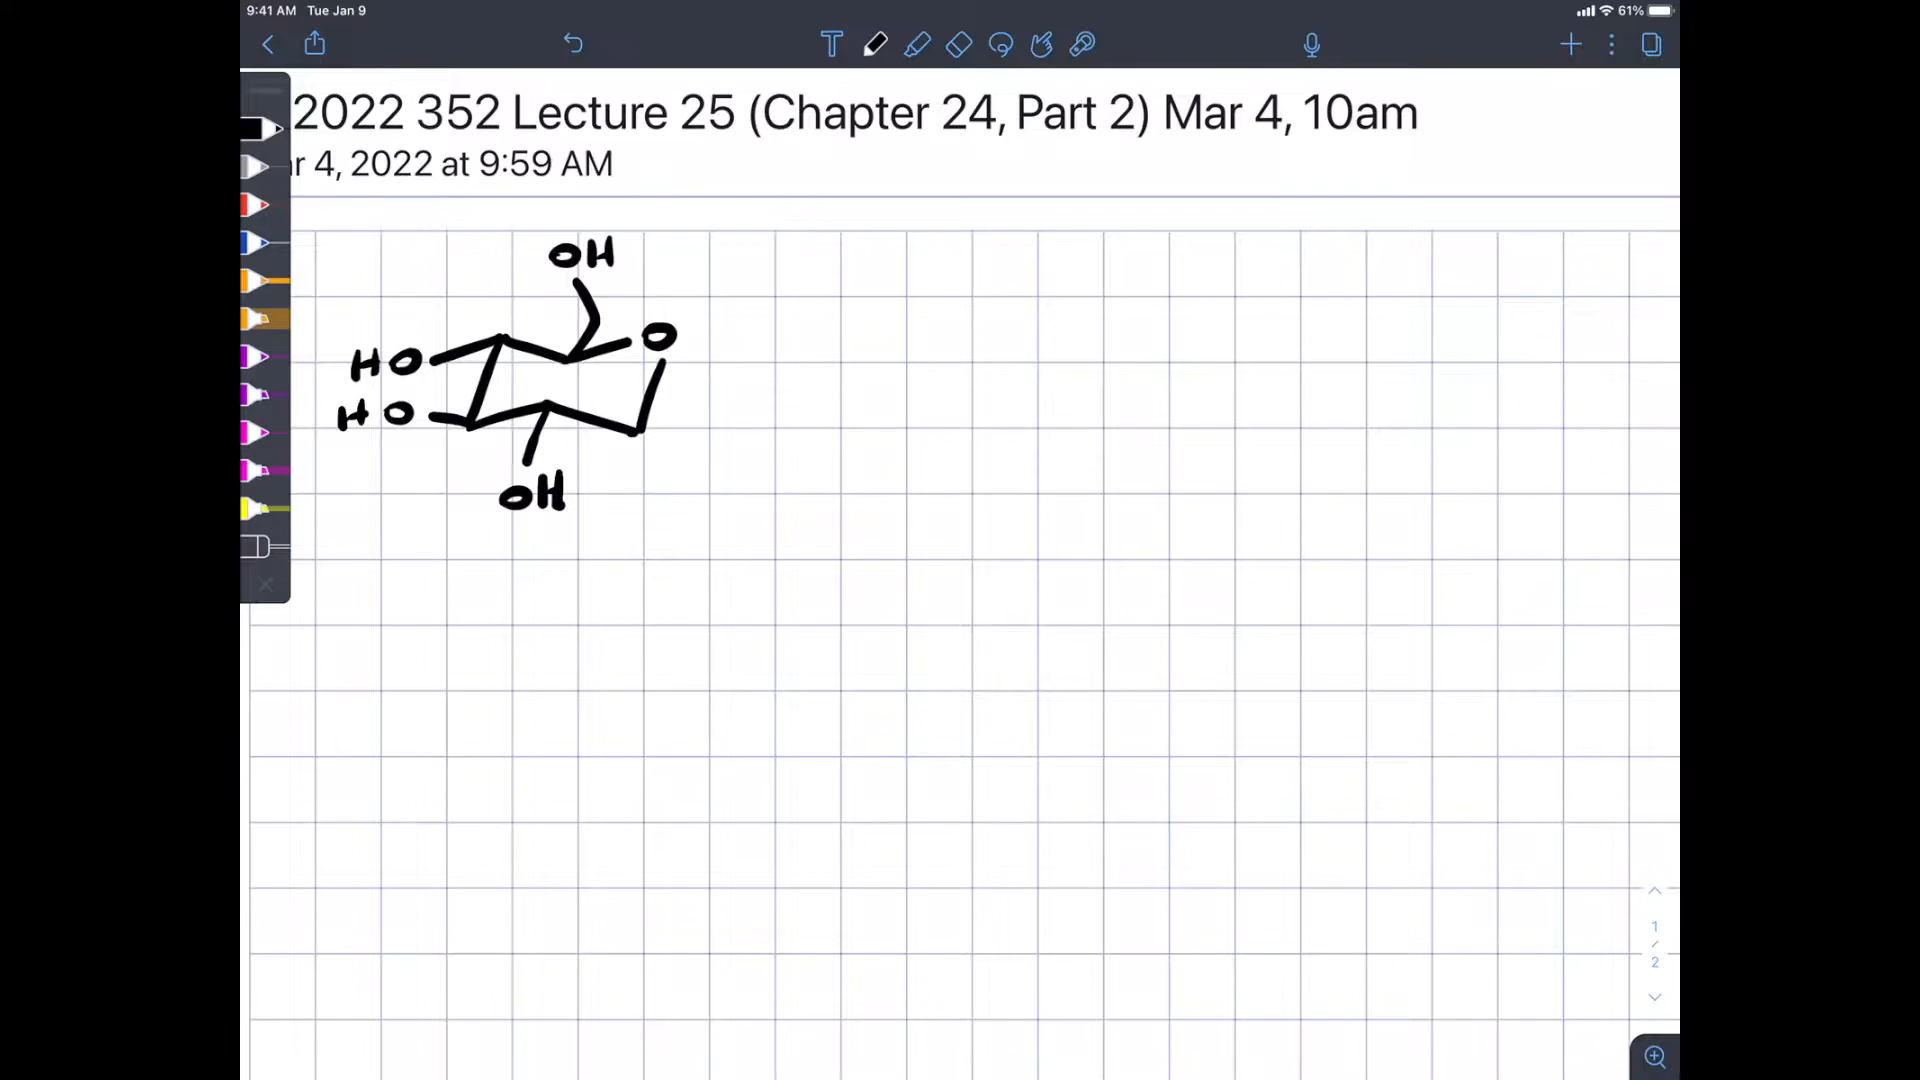 9:41 AM Tue Jan 9
61%
2022 352 Lecture 25 (Chapter 24, Part 2) Mar 4, 10am
r 4, 2022 at 9:59 AM
OH
O
HO
HO
OH
1
/
2